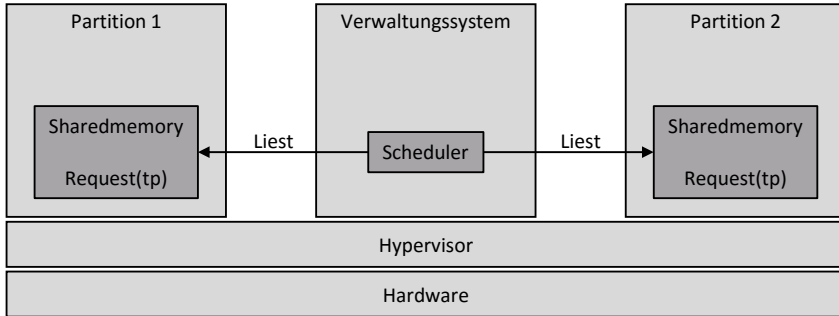 Partition 1
Verwaltungssystem
Partition 2
Sharedmemory
Request(tp)
Liest
Scheduler
Liest
Sharedmemory
Request(tp)
Hypervisor
Hardware